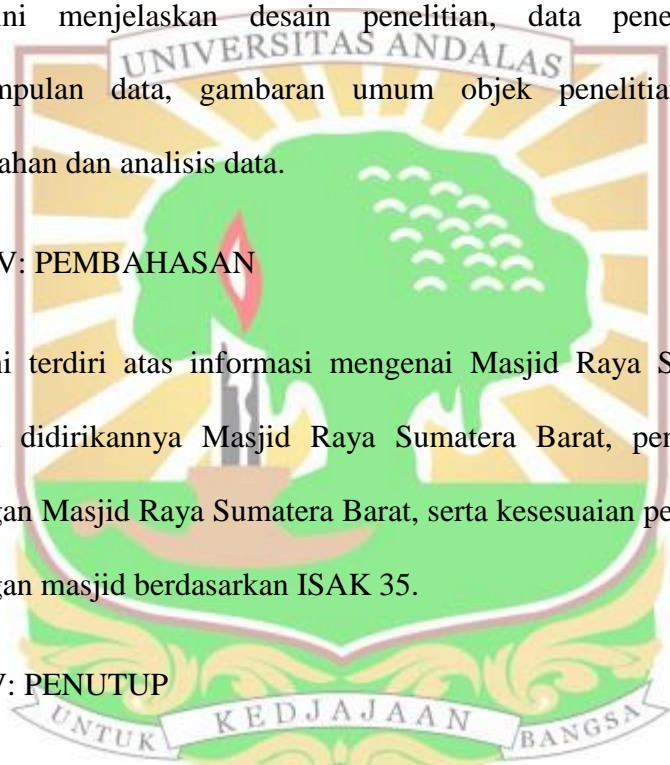 ini menjelaskan desain penelitian, data pene
UNIVERSITAS ANDALAS
mpulan data, gambaran umum objek penelitia
ahan dan analisis data.
V: PEMBAHASAN
ni terdiri atas informasi mengenai Masjid Raya S
didirikannya Masjid Raya Sumatera Barat, per
gan Masjid Raya Sumatera Barat, serta kesesuaian pe
gan masjid berdasarkan ISAK 35.
V: PENUTUP
UNTUK KEDJAJAAN BANGSA